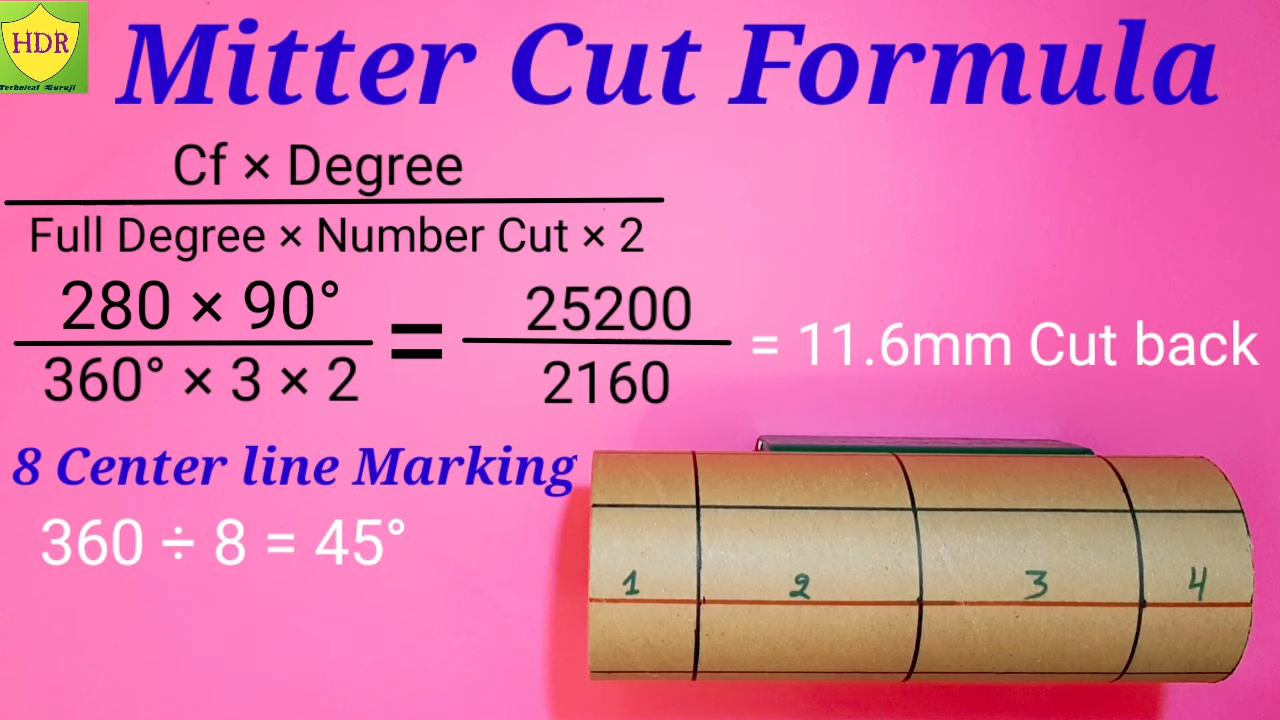 HDR
Technical Guruji
Mitter Cut Formula
Cf × Degree
Full Degree × Number Cut × 2
280 × 90°
360° × 3 × 2
=
25200
2160
= 11.6mm Cut back
8 Center line Marking
360 ÷ 8 = 45°
1 2 3 4